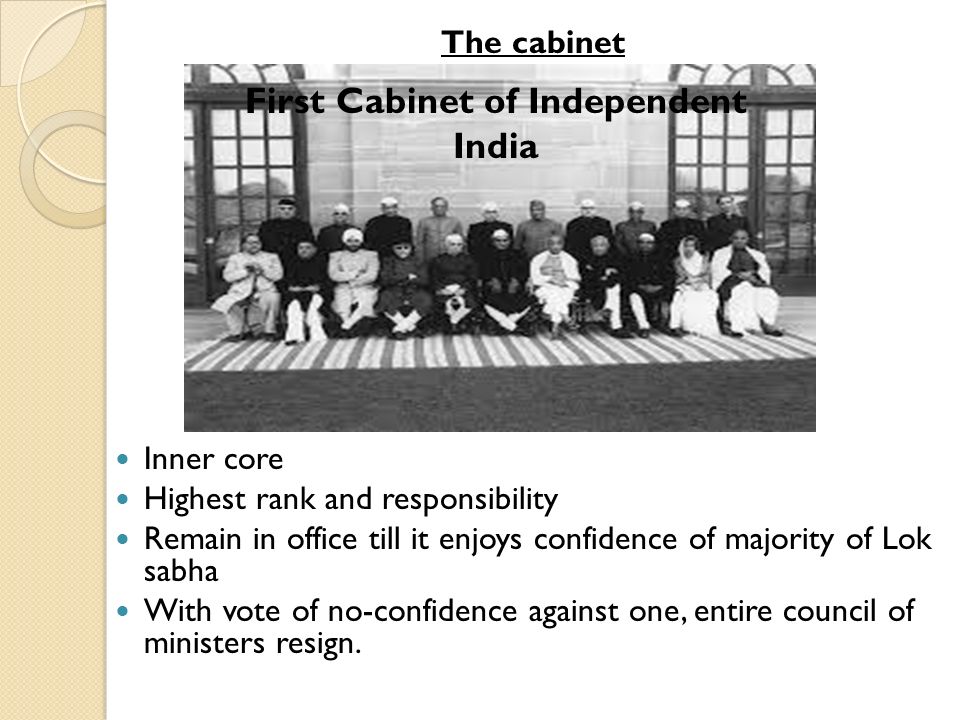 The cabinet
First Cabinet of Independent
India
Inner core
Highest rank and responsibility
Remain in office till it enjoys confidence of majority of Lok
sabha
With vote of no-confidence against one, entire council of
ministers resign.